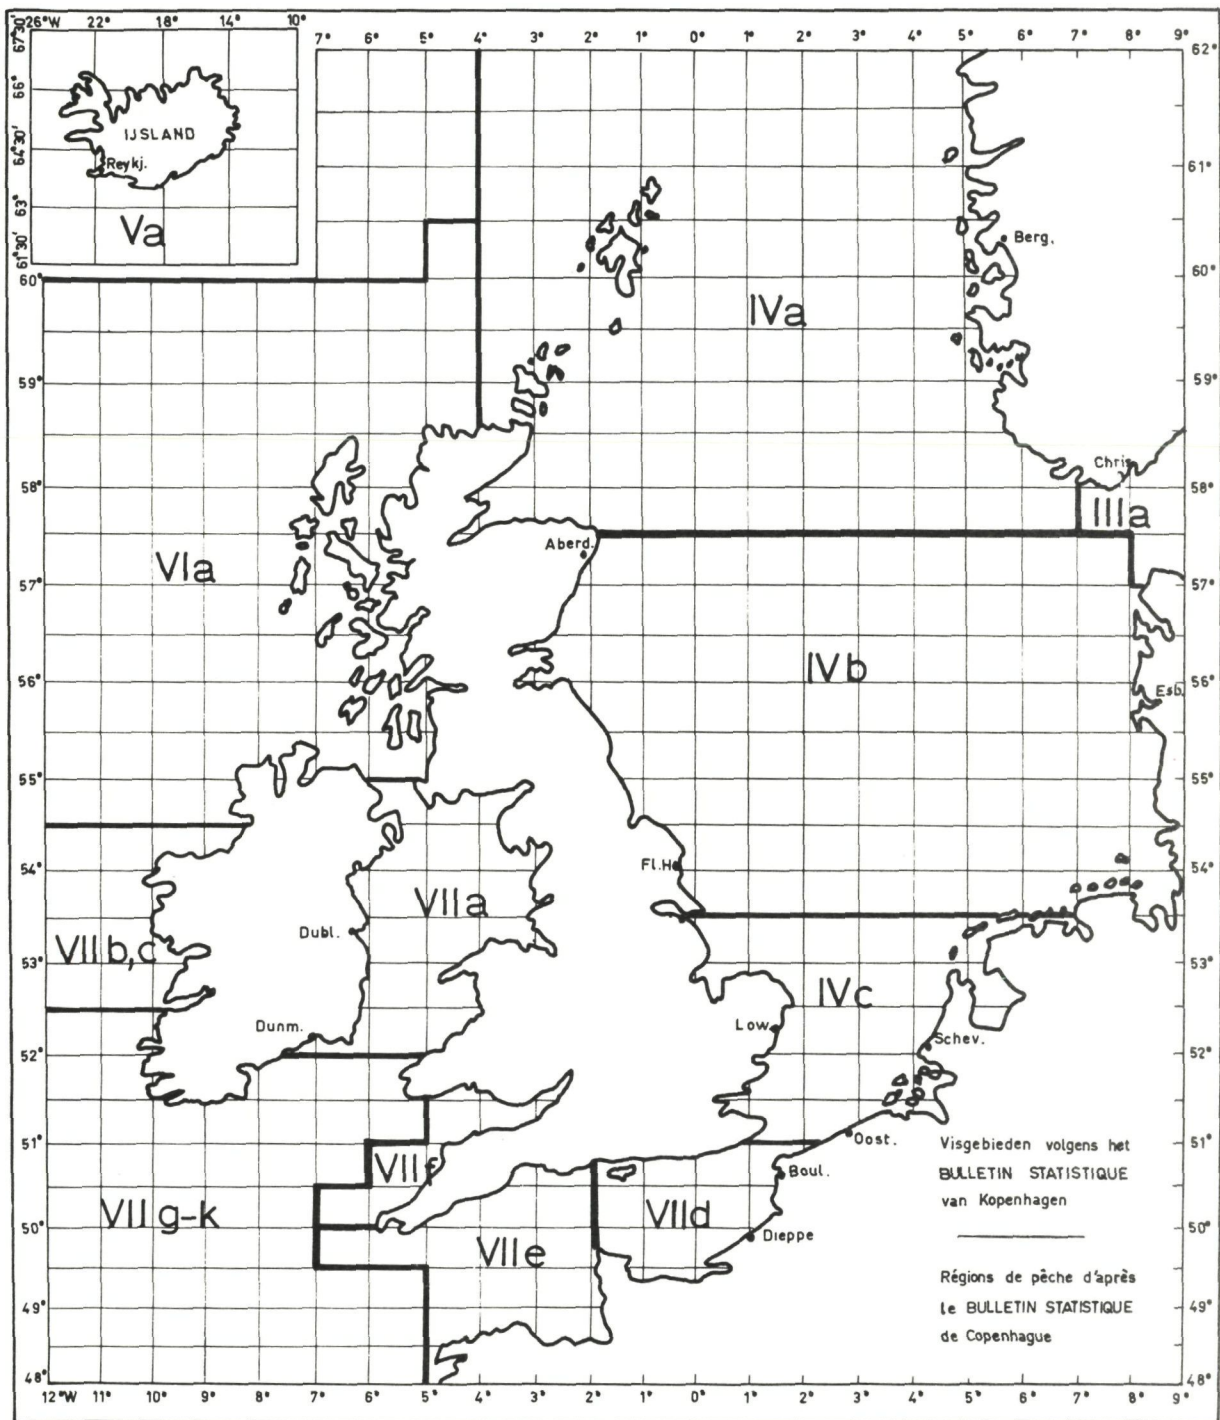 26°W 22° 18° 14° 10°
7° 6° 5° 4° 3° 2° 1° 0° 1° 2° 3° 4° 5° 6° 7° 8° 9°
67°30'
66°
64°30'
63°
61°30'
IJSLAND
Reykj.
Va
62°
61°
60°
59°
58°
57°
56°
55°
54°
53°
52°
51°
50°
49°
48°
60°
59°
58°
57°
56°
55°
54°
53°
52°
51°
50°
49°
48°
Berg.
IVa
Chris
IIIa
Aberd.
VIa
IVb
Esb.
Fl.H
VIIa
Dubl.
VIIb,c
IVc
Low.
Dunm.
Schev.
Oost.
VIIf
Boul.
VIIg-k
VIId
Dieppe
VIIe
Visgebieden volgens het
BULLETIN STATISTIQUE
van Kopenhagen
Régions de pêche d'après
le BULLETIN STATISTIQUE
de Copenhague
12°W 11° 10° 9° 8° 7° 6° 5° 4° 3° 2° 1° 0° 1° 2° 3° 4° 5° 6° 7° 8° 9°